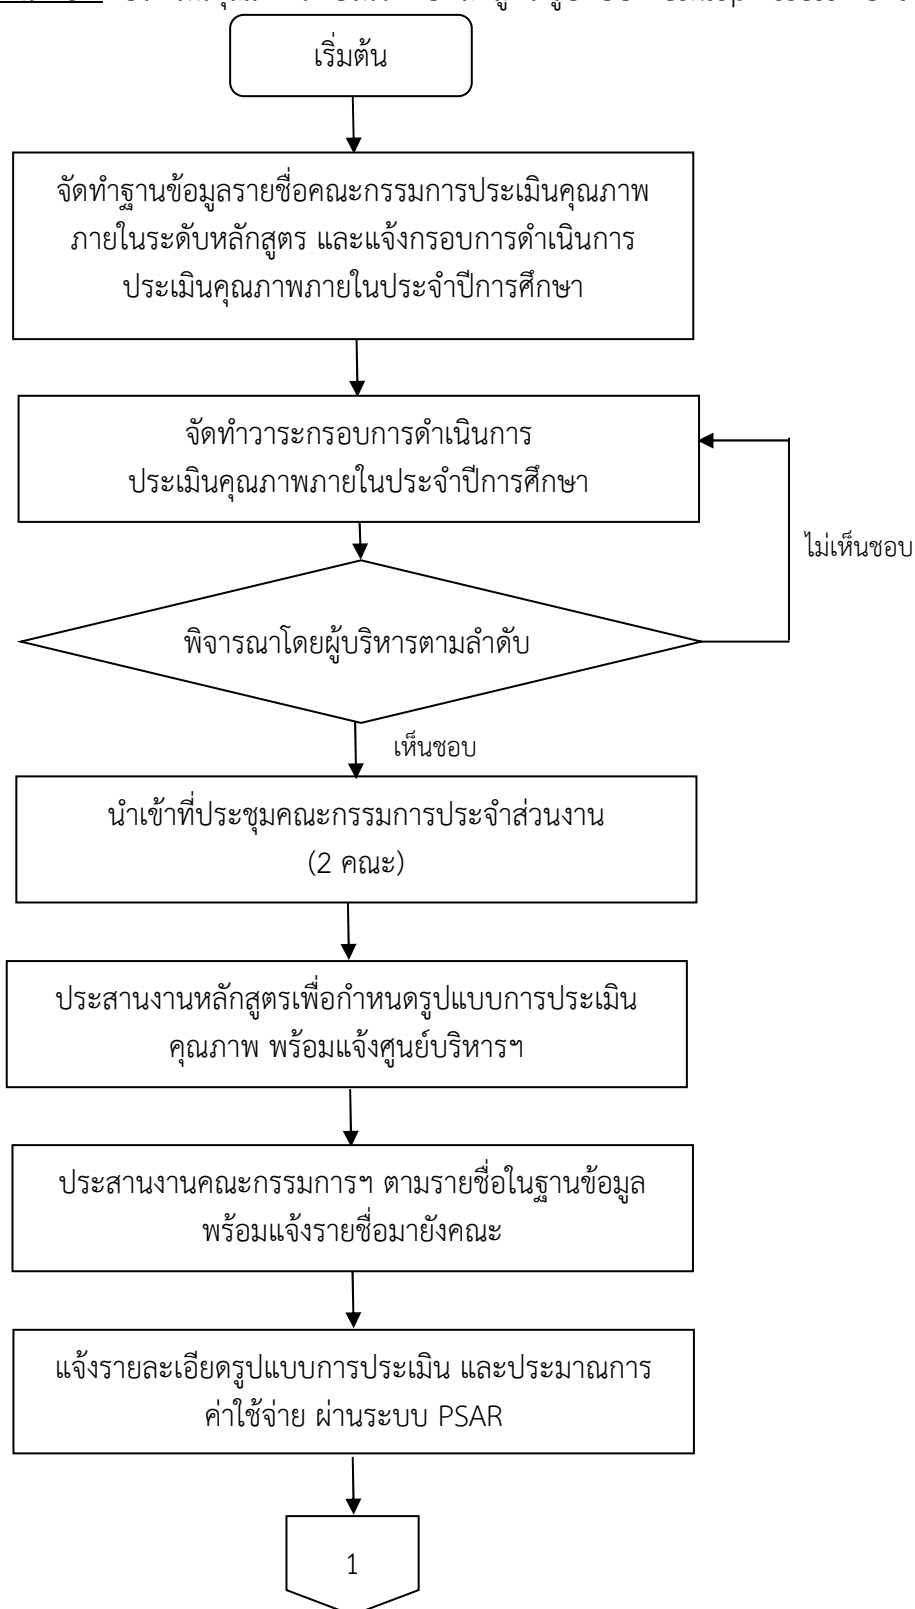 เริ่มต้น
จัดทำฐานข้อมูลรายชื่อคณะกรรมการประเมินคุณภาพ
ภายในระดับหลักสูตร และแจ้งกรอบการดำเนินการ
ประเมินคุณภาพภายในประจำปีการศึกษา
จัดทำวาระกรอบการดำเนินการ
ประเมินคุณภาพภายในประจำปีการศึกษา
ไม่เห็นชอบ
พิจารณาโดยผู้บริหารตามลำดับ
เห็นชอบ
นำเข้าที่ประชุมคณะกรรมการประจำส่วนงาน
(2 คณะ)
ประสานงานหลักสูตรเพื่อกำหนดรูปแบบการประเมิน
คุณภาพ พร้อมแจ้งศูนย์บริหารฯ
ประสานงานคณะกรรมการฯ ตามรายชื่อในฐานข้อมูล
พร้อมแจ้งรายชื่อมายังคณะ
แจ้งรายละเอียดรูปแบบการประเมิน และประมาณการ
ค่าใช้จ่าย ผ่านระบบ PSAR
1